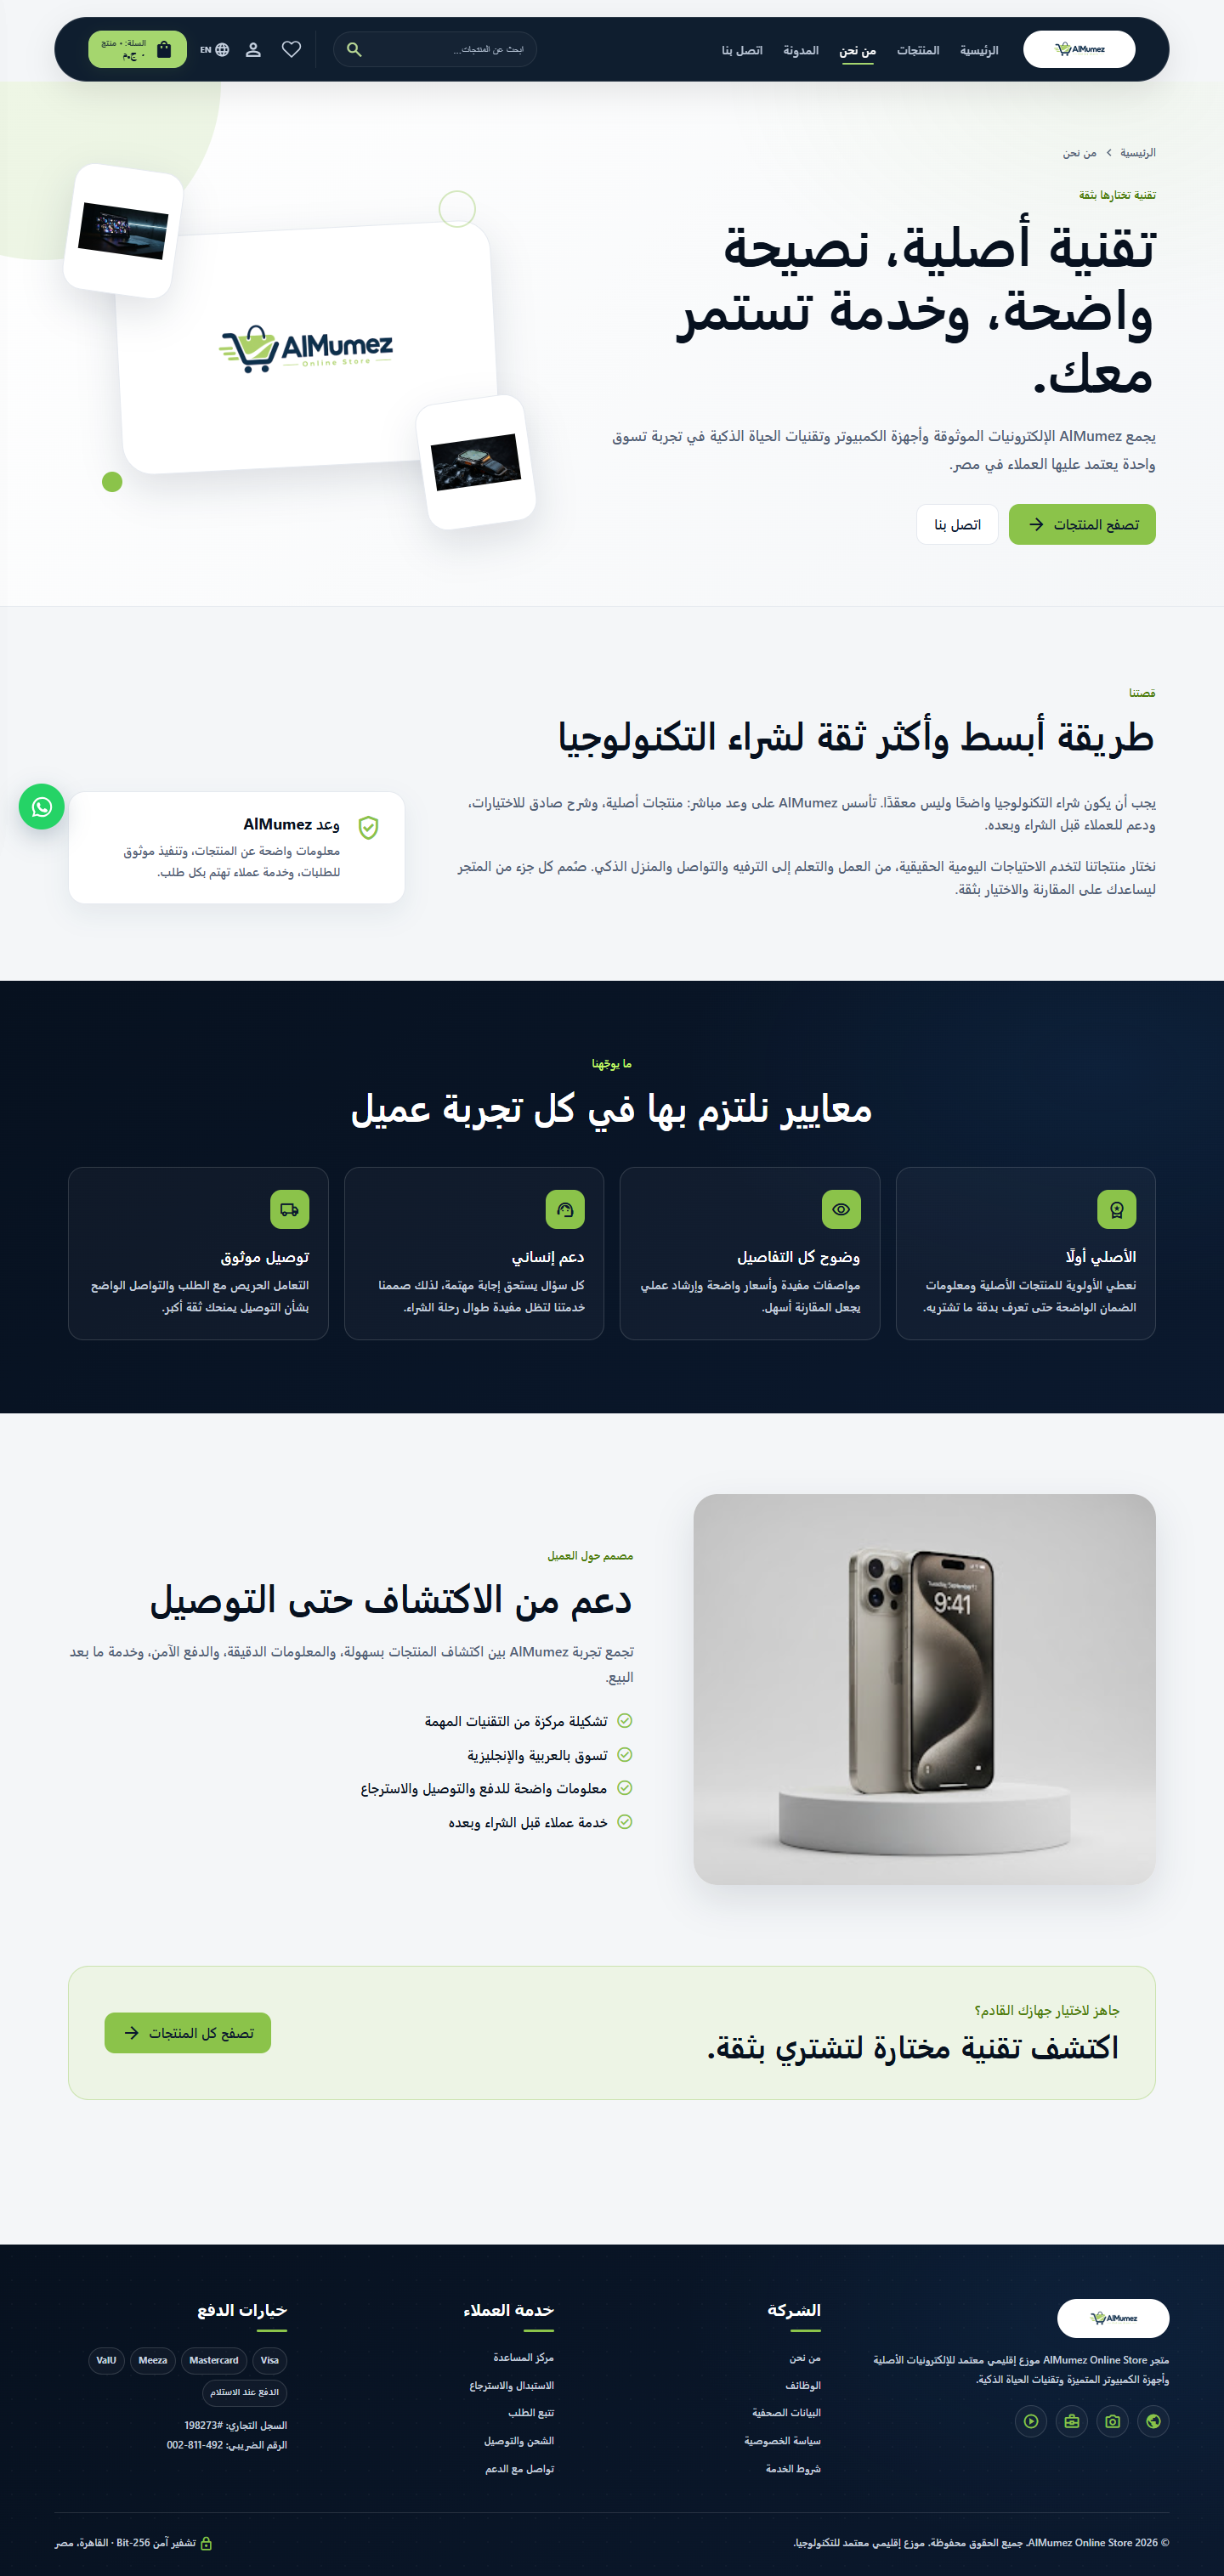 AlMumez
الرئيسية
المنتجات
من نحن
المدونة
اتصل بنا
ابحث عن المنتجات...
EN
السلة: ٠ منتج
٠ ج.م
الرئيسية
من نحن
تقنية تختارها بثقة
تقنية أصلية، نصيحة
واضحة، وخدمة تستمر
معك.
يجمع AlMumez الإلكترونيات الموثوقة وأجهزة الكمبيوتر وتقنيات الحياة الذكية في تجربة تسوق
واحدة يعتمد عليها العملاء في مصر.
تصفح المنتجات
اتصل بنا
AlMumez
Online Store
قصتنا
طريقة أبسط وأكثر ثقة لشراء التكنولوجيا
يجب أن يكون شراء التكنولوجيا واضحًا وليس معقدًا. تأسس AlMumez على وعد مباشر: منتجات أصلية، وشرح صادق للاختيارات،
ودعم للعملاء قبل الشراء وبعده.
نختار منتجاتنا لتخدم الاحتياجات اليومية الحقيقية، من العمل والتعلم إلى الترفيه والتواصل والمنزل الذكي. صُمم كل جزء من المتجر
ليساعدك على المقارنة والاختيار بثقة.
وعد AlMumez
معلومات واضحة عن المنتجات، وتنفيذ موثوق
للطلبات، وخدمة عملاء تهتم بكل طلب.
ما يوجّهنا
معايير نلتزم بها في كل تجربة عميل
الأصلي أولًا
نعطي الأولوية للمنتجات الأصلية ومعلومات
الضمان الواضحة حتى تعرف بدقة ما تشتريه.
وضوح كل التفاصيل
مواصفات مفيدة وأسعار واضحة وإرشاد عملي
يجعل المقارنة أسهل.
دعم إنساني
كل سؤال يستحق إجابة مهتمة، لذلك صممنا
خدمتنا لتظل مفيدة طوال رحلة الشراء.
توصيل موثوق
التعامل الحريص مع الطلب والتواصل الواضح
بشأن التوصيل يمنحك ثقة أكبر.
9:41
مصمم حول العميل
دعم من الاكتشاف حتى التوصيل
تجمع تجربة AlMumez بين اكتشاف المنتجات بسهولة، والمعلومات الدقيقة، والدفع الآمن، وخدمة ما بعد
البيع.
تشكيلة مركزة من التقنيات المهمة
تسوق بالعربية والإنجليزية
معلومات واضحة للدفع والتوصيل والاسترجاع
خدمة عملاء قبل الشراء وبعده
جاهز لاختيار جهازك القادم؟
اكتشف تقنية مختارة لتشتري بثقة.
تصفح كل المنتجات
AlMumez
متجر AlMumez Online Store موزع إقليمي معتمد للإلكترونيات الأصلية
وأجهزة الكمبيوتر المتميزة وتقنيات الحياة الذكية.
الشركة
من نحن
الوظائف
البيانات الصحفية
سياسة الخصوصية
شروط الخدمة
خدمة العملاء
مركز المساعدة
الاستبدال والاسترجاع
تتبع الطلب
الشحن والتوصيل
تواصل مع الدعم
خيارات الدفع
Visa
Mastercard
Meeza
ValU
الدفع عند الاستلام
السجل التجاري: #198273
الرقم الضريبي: 492-811-002
© 2026 AlMumez Online Store. جميع الحقوق محفوظة. موزع إقليمي معتمد للتكنولوجيا.
تشفير آمن 256-Bit · القاهرة، مصر